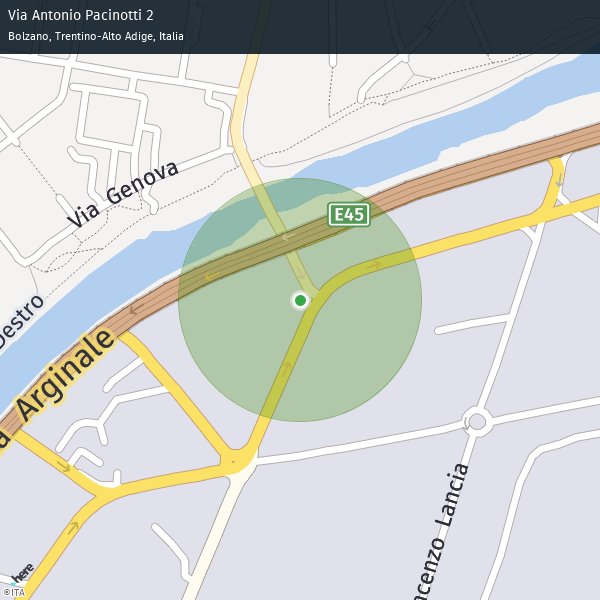 Via Antonio Pacinotti 2
Bolzano, Trentino-Alto Adige, Italia
Via Genova
E45
Destro
a Arginale
cenzo Lancia
here
©ITA